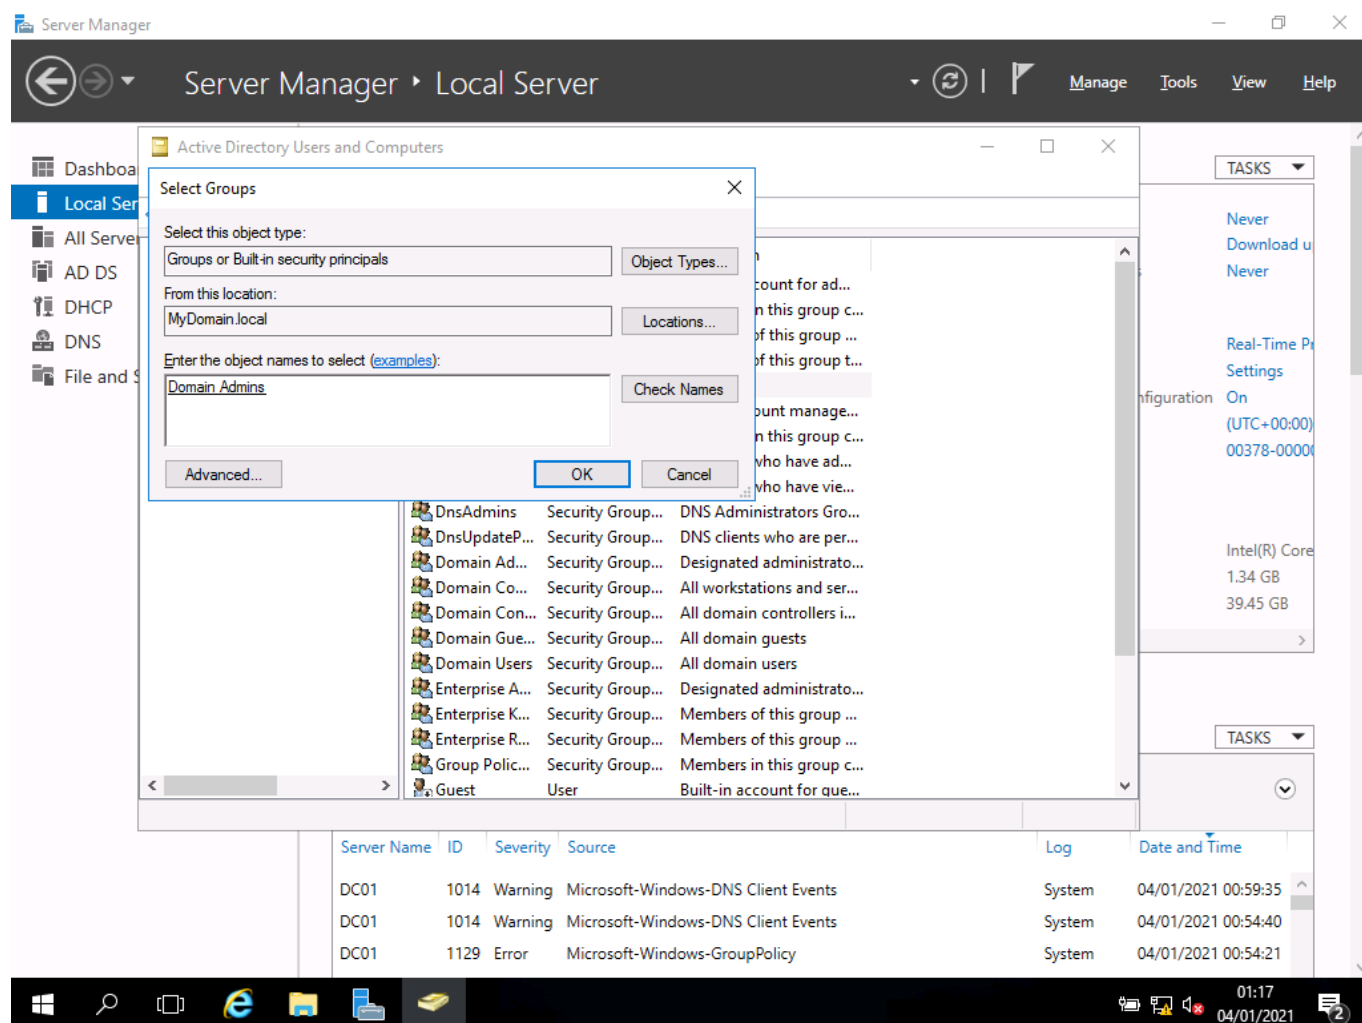 Server Manager
Server Manager ‣ Local Server
Manage Tools View Help
Active Directory Users and Computers
TASKS
Dashboa
Local Ser
All Server
AD DS
DHCP
DNS
File and S
Select Groups
Select this object type:
Groups or Built-in security principals
Object Types...
From this location:
MyDomain.local
Locations...
Enter the object names to select (examples):
Domain Admins
Check Names
Advanced...
OK
Cancel
count for ad...
n this group c...
of this group ...
of this group t...
ount manage...
n this group c...
who have ad...
who have vie...
DnsAdmins Security Group... DNS Administrators Gro...
DnsUpdateP... Security Group... DNS clients who are per...
Domain Ad... Security Group... Designated administrato...
Domain Co... Security Group... All workstations and ser...
Domain Con... Security Group... All domain controllers i...
Domain Gue... Security Group... All domain guests
Domain Users Security Group... All domain users
Enterprise A... Security Group... Designated administrato...
Enterprise K... Security Group... Members of this group ...
Enterprise R... Security Group... Members of this group ...
Group Polic... Security Group... Members in this group c...
Guest User Built-in account for gue...
Never
Download u
Never
Real-Time Pr
Settings
nfiguration On
(UTC+00:00)
00378-0000
Intel(R) Core
1.34 GB
39.45 GB
TASKS
Server Name ID Severity Source Log Date and Time
DC01 1014 Warning Microsoft-Windows-DNS Client Events System 04/01/2021 00:59:35
DC01 1014 Warning Microsoft-Windows-DNS Client Events System 04/01/2021 00:54:40
DC01 1129 Error Microsoft-Windows-GroupPolicy System 04/01/2021 00:54:21
01:17
04/01/2021
2